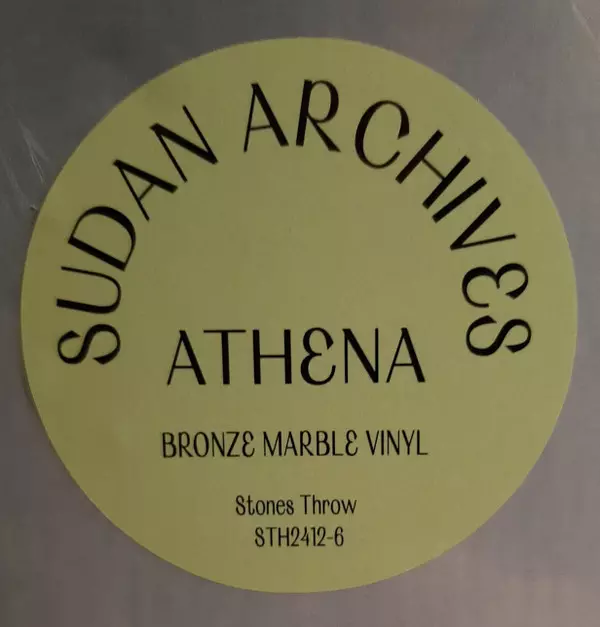 SUDAN ARCHIVES
ATHENA
BRONZE MARBLE VINYL
Stones Throw
STH2412-6